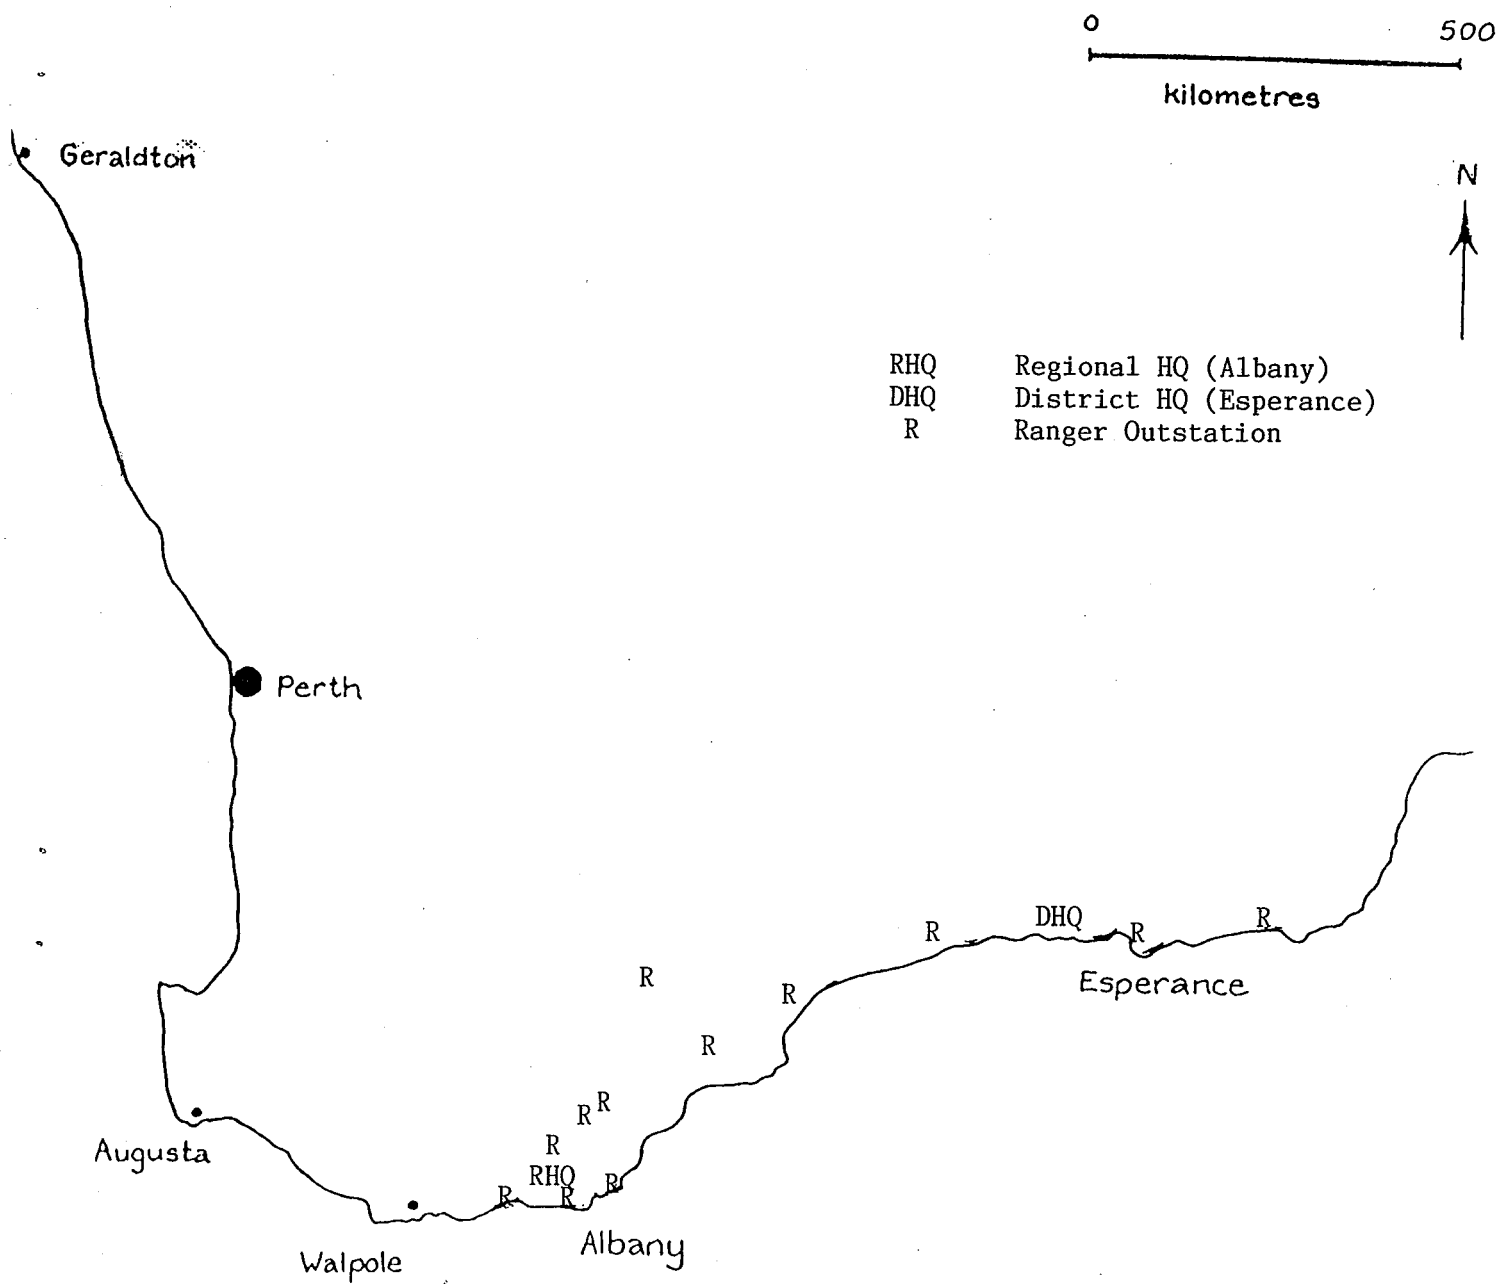 0 500
kilometres
Geraldton
N
RHQ Regional HQ (Albany)
DHQ District HQ (Esperance)
R Ranger Outstation
Perth
DHQ
R
R
R
R
R
Esperance
R
R
R
R
Augusta
RHQ
R
R
R
Albany
Walpole